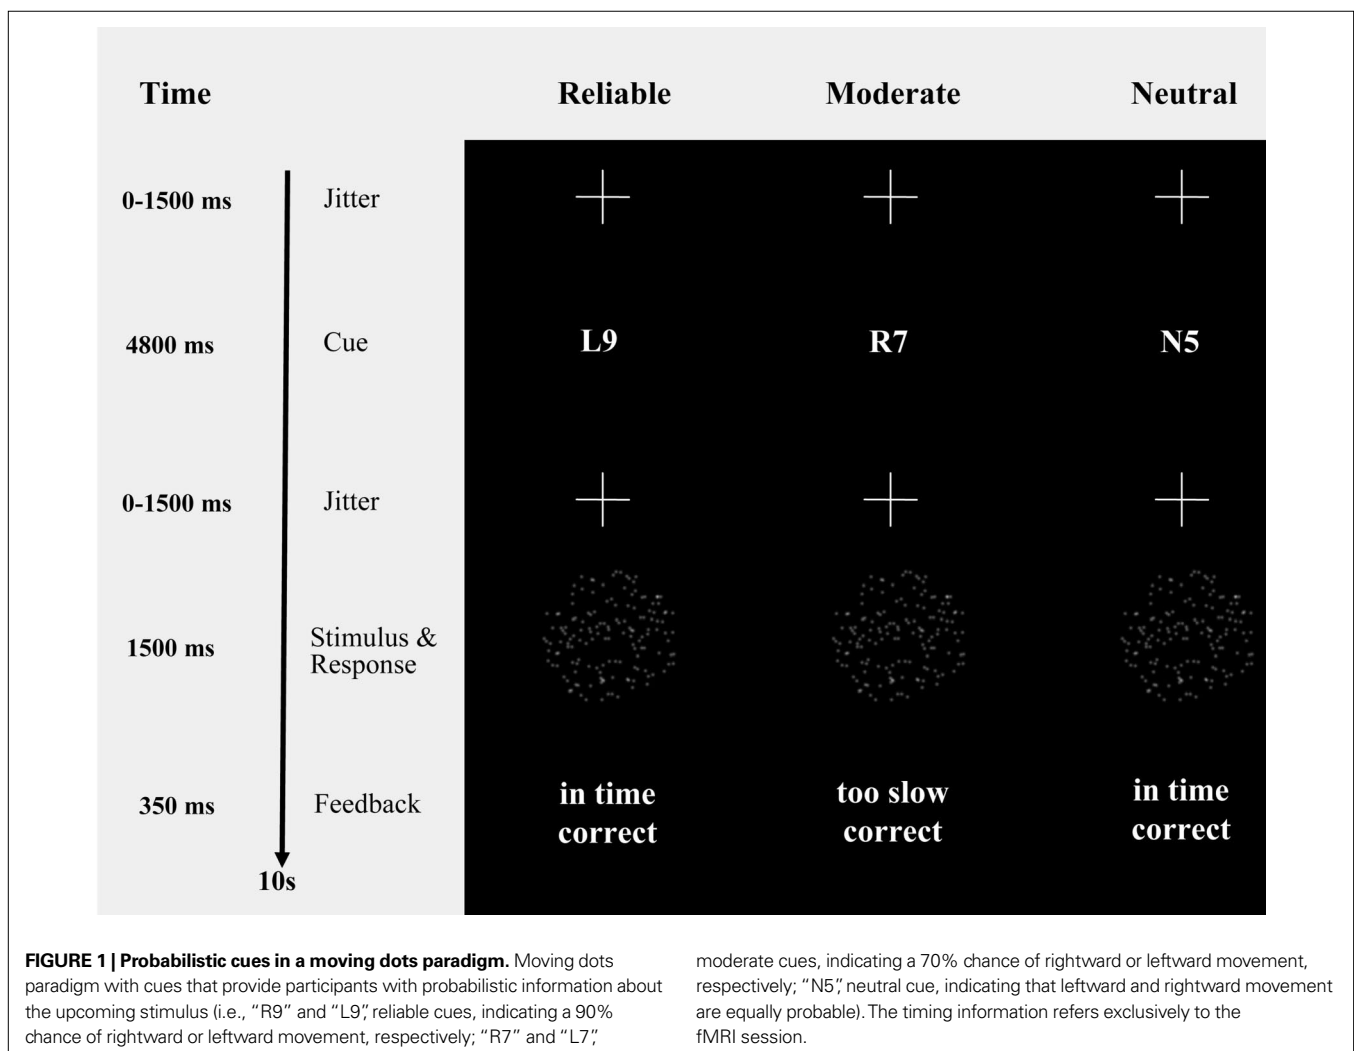 Time Reliable Moderate Neutral
0-1500 ms Jitter
4800 ms Cue L9 R7 N5
0-1500 ms Jitter
1500 ms Stimulus &
Response
350 ms Feedback in time too slow in time
correct correct correct
10s
FIGURE 1 | Probabilistic cues in a moving dots paradigm. Moving dots
paradigm with cues that provide participants with probabilistic information about
the upcoming stimulus (i.e., “R9” and “L9”, reliable cues, indicating a 90%
chance of rightward or leftward movement, respectively; “R7” and “L7”,
moderate cues, indicating a 70% chance of rightward or leftward movement,
respectively; “N5”, neutral cue, indicating that leftward and rightward movement
are equally probable). The timing information refers exclusively to the
fMRI session.